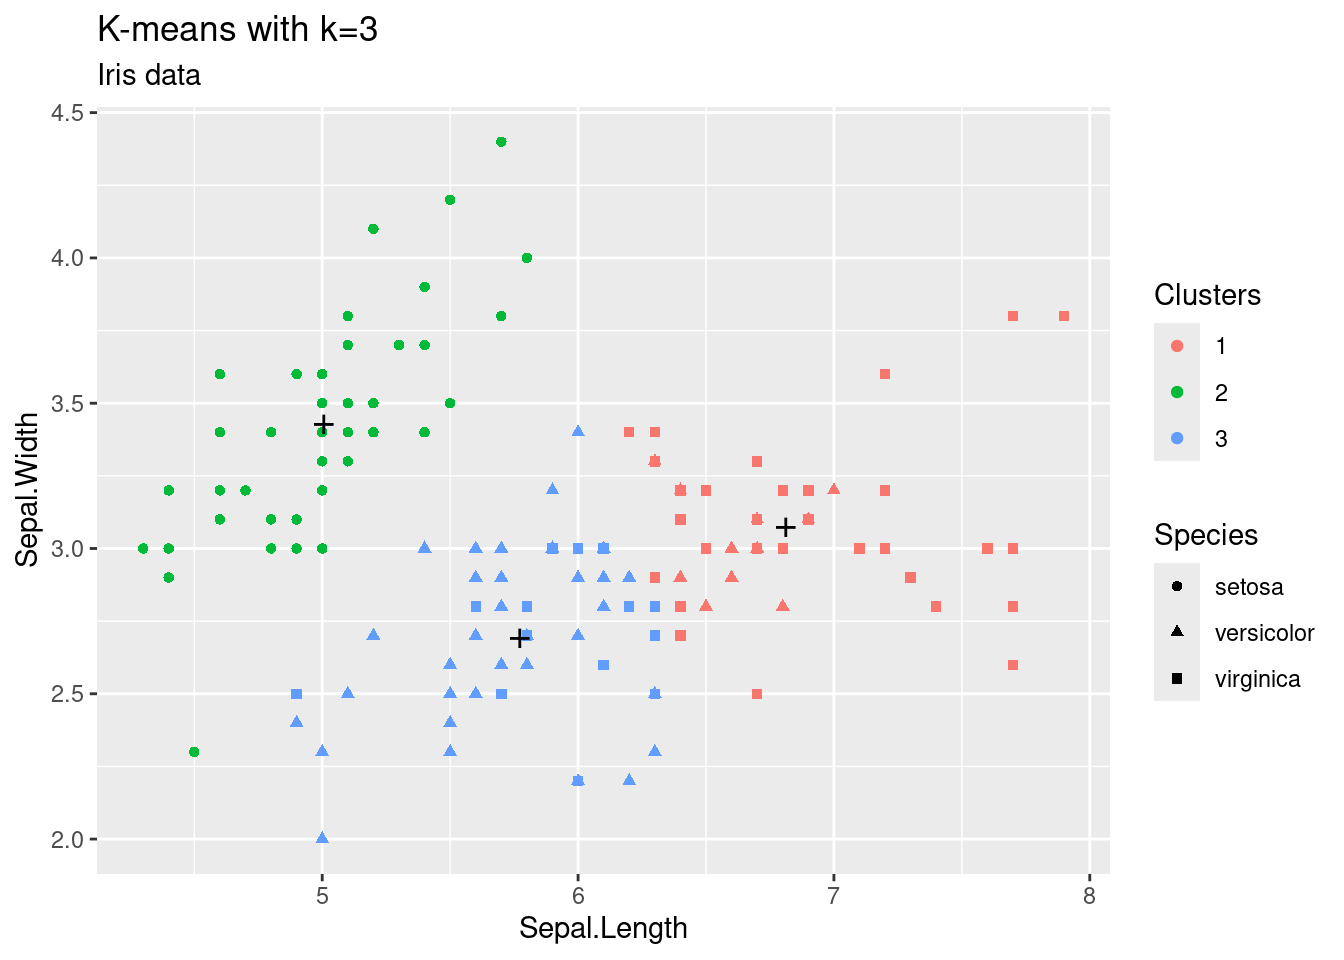 K-means with k=3
Iris data
4.5
4.0
3.5
3.0
2.5
2.0
Sepal.Width
5 6 7 8
Sepal.Length
Clusters
1
2
3
Species
setosa
versicolor
virginica